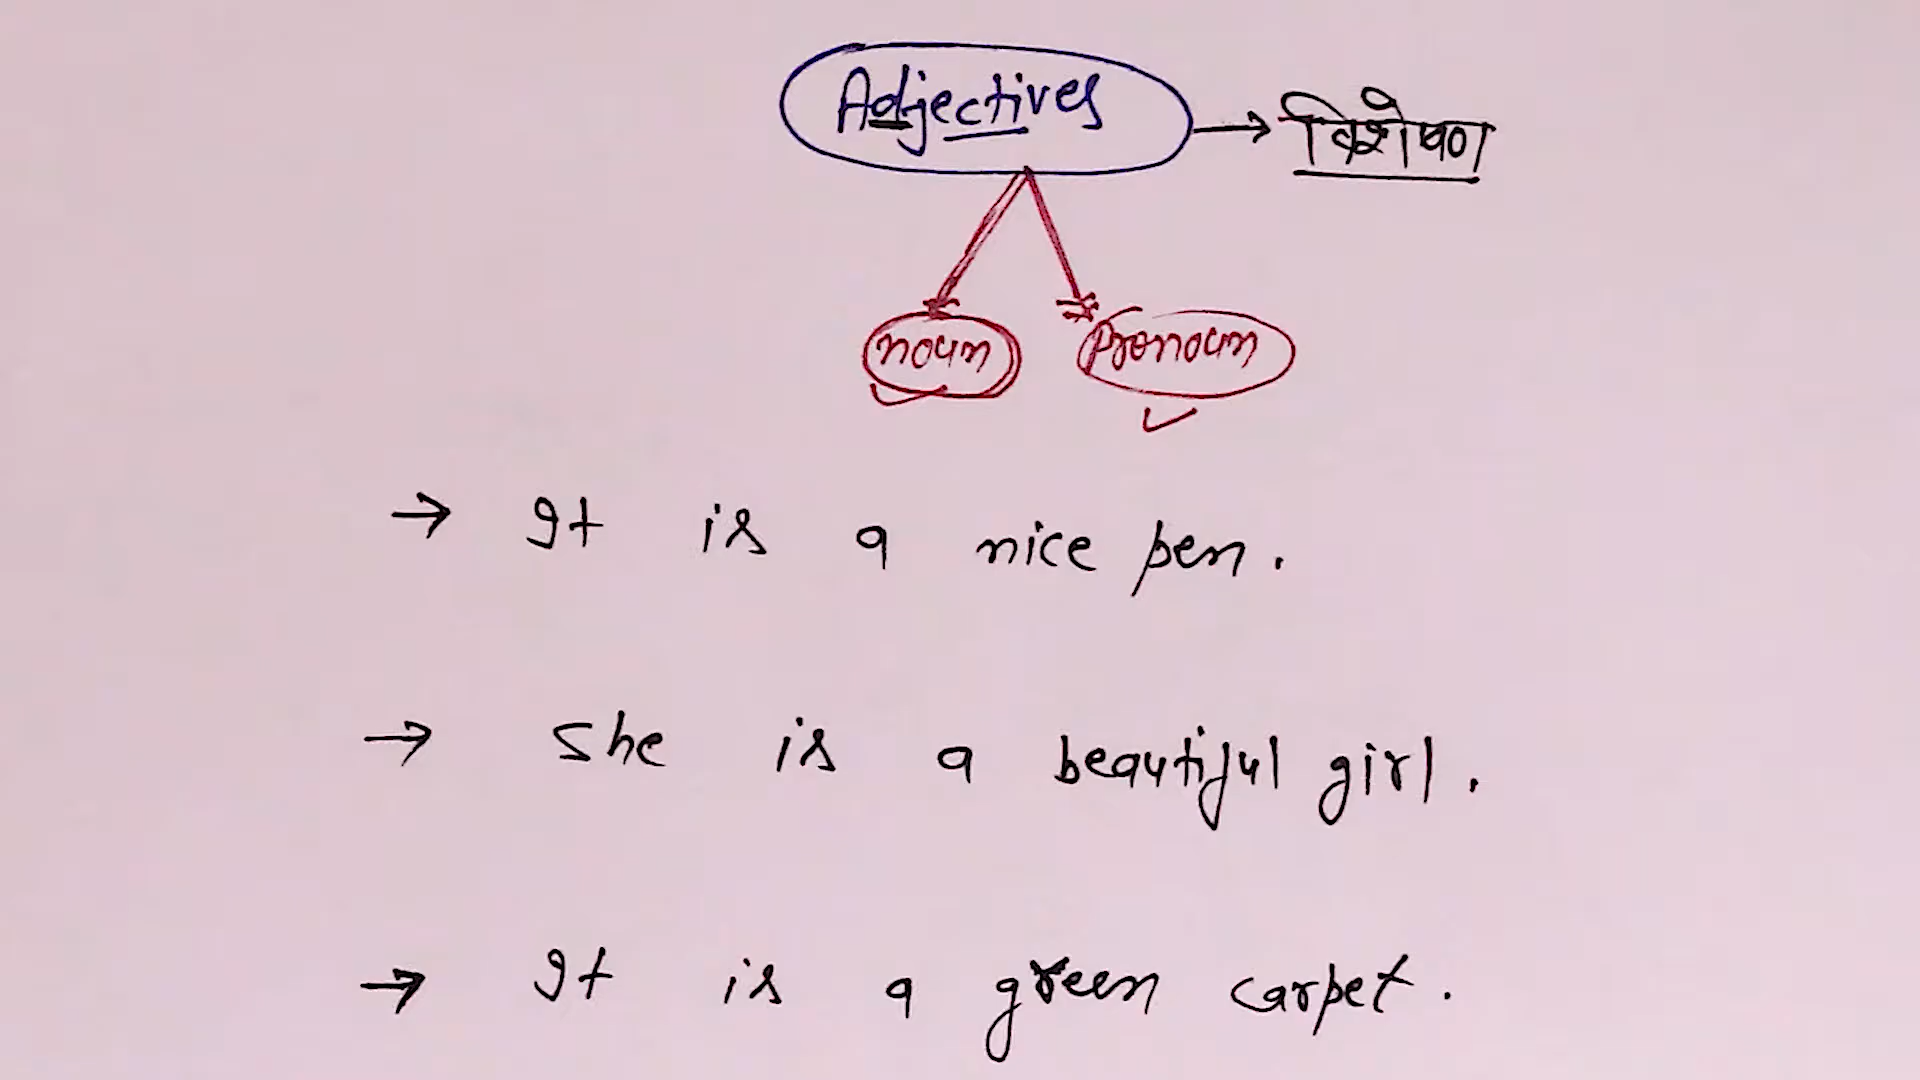 Adjectives → विशेषण
noun pronoun
→ It is a nice pen.
→ She is a beautiful girl.
→ It is a green carpet.